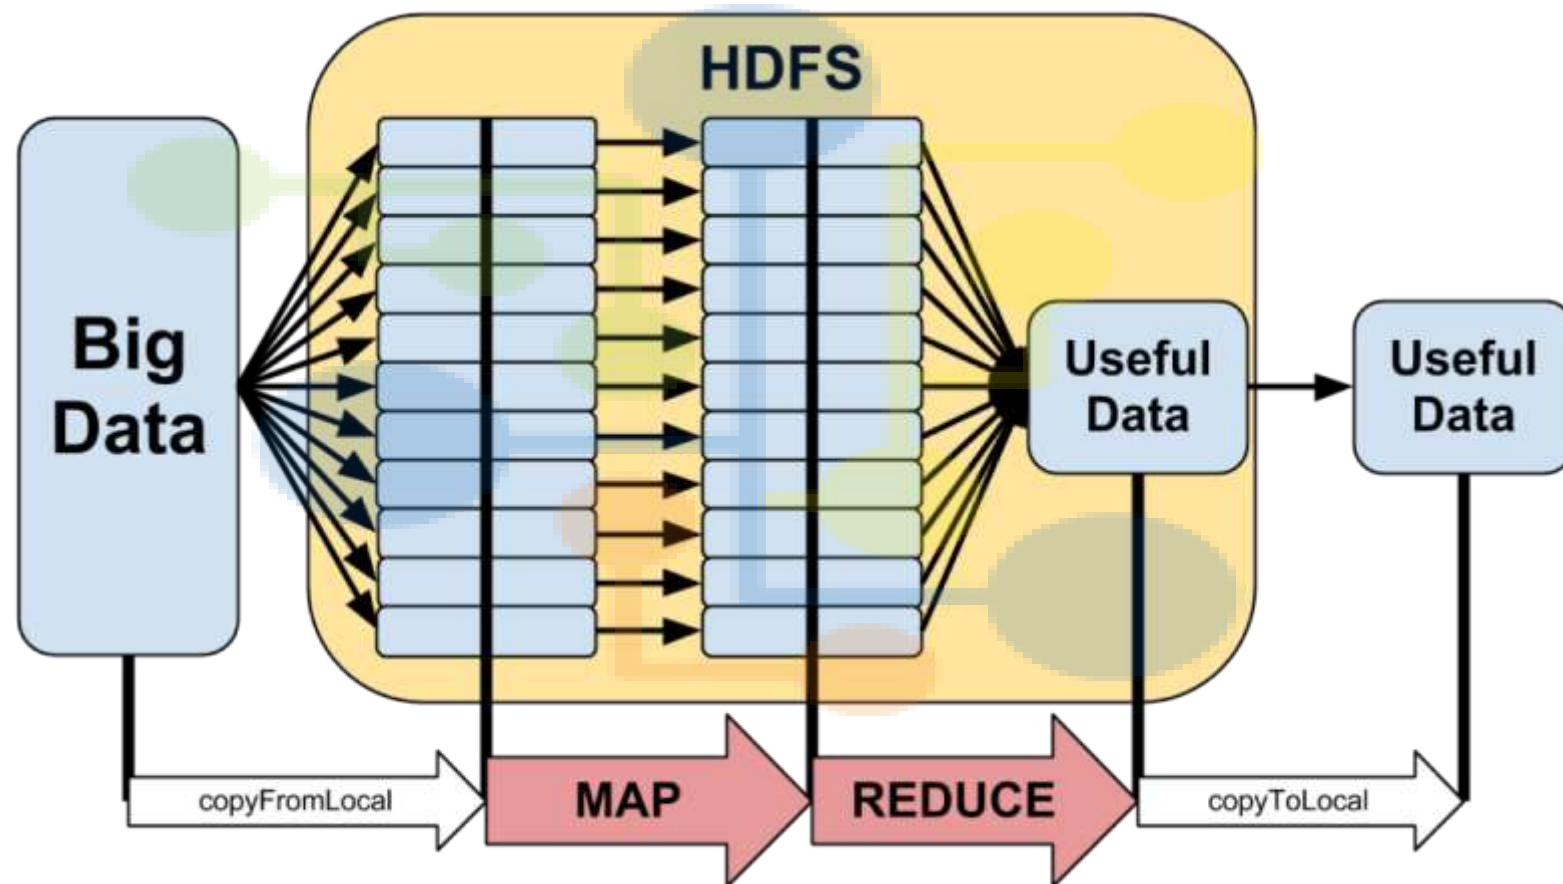 HDFS
Big
Data
Useful
Data
Useful
Data
copyFromLocal
MAP
REDUCE
copyToLocal